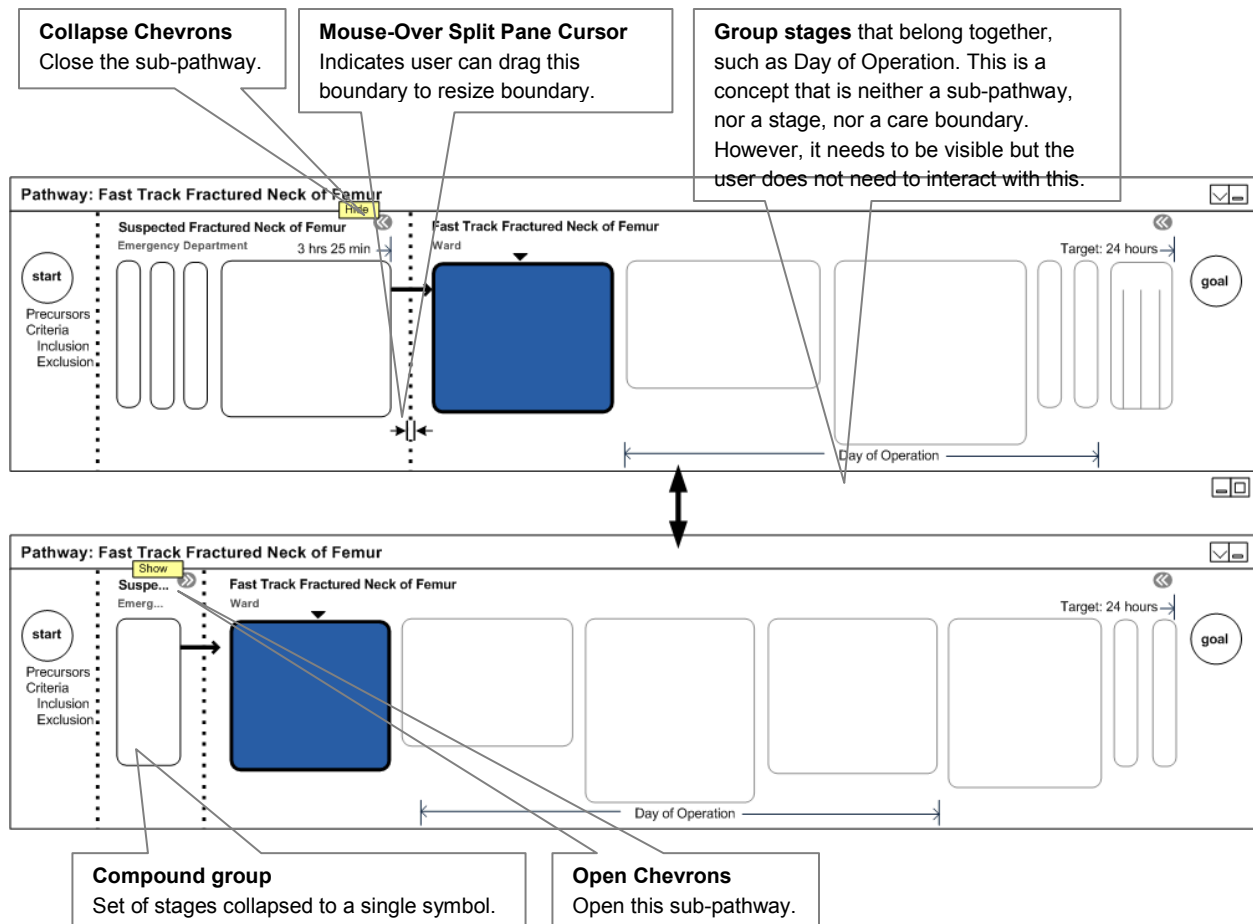 Collapse Chevrons
Close the sub-pathway.
Mouse-Over Split Pane Cursor
Indicates user can drag this
boundary to resize boundary.
Group stages that belong together,
such as Day of Operation. This is a
concept that is neither a sub-pathway,
nor a stage, nor a care boundary.
However, it needs to be visible but the
user does not need to interact with this.
Pathway: Fast Track Fractured Neck of Femur
Hide
Suspected Fractured Neck of Femur
Emergency Department
3 hrs 25 min
Fast Track Fractured Neck of Femur
Ward
Target: 24 hours
start
Precursors
Criteria
Inclusion
Exclusion
goal
Day of Operation
Pathway: Fast Track Fractured Neck of Femur
Show
Suspe...
Emerg...
Fast Track Fractured Neck of Femur
Ward
Target: 24 hours
start
Precursors
Criteria
Inclusion
Exclusion
goal
Day of Operation
Compound group
Set of stages collapsed to a single symbol.
Open Chevrons
Open this sub-pathway.